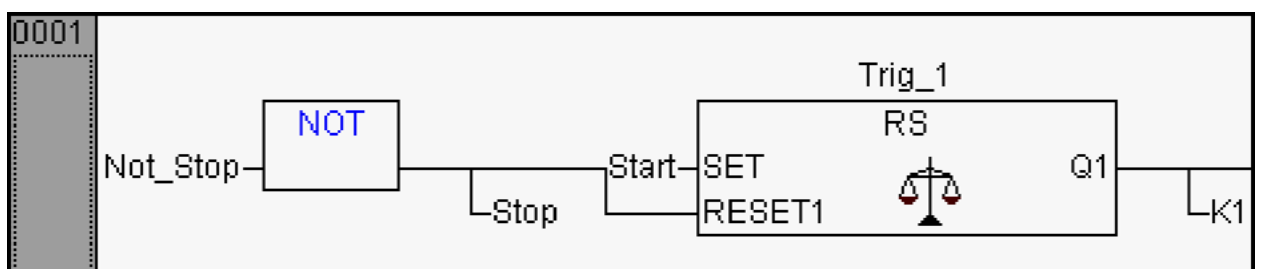 0001
Trig_1
NOT
RS
Not_Stop
Start
SET
Q1
Stop
RESET1
K1